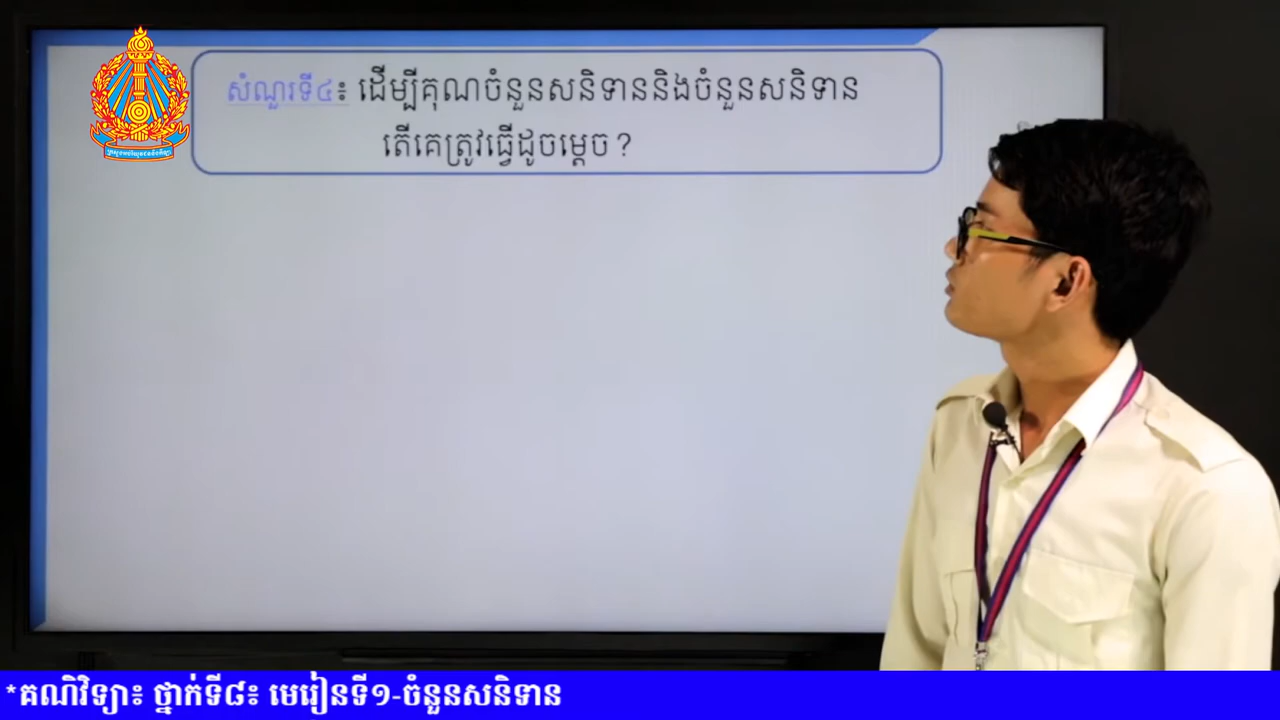 សំណួរទី៤៖ ដើម្បីគុណចំនួនសនិទាននិងចំនួនសនិទាន
តើគេត្រូវធ្វើដូចម្ដេច ?
*គណិវិទ្យា៖ ថ្នាក់ទី៨៖ មេរៀនទី១-ចំនួនសនិទាន